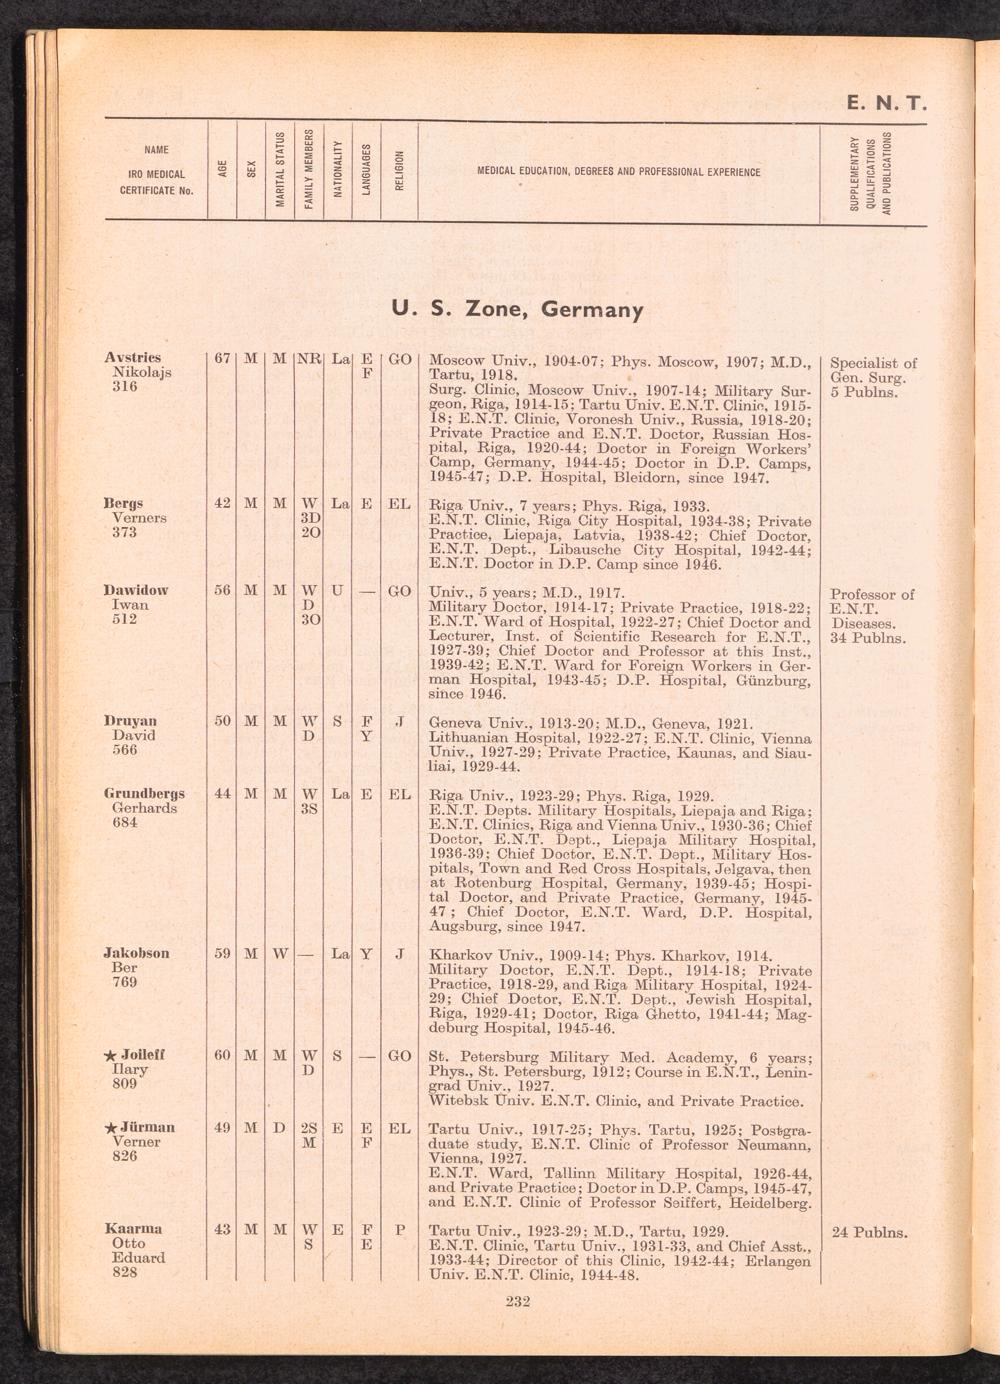 E. N. T.
NAME
IRO MEDICAL
CERTIFICATE No.
AGE
SEX
MARITAL STATUS
FAMILY MEMBERS
NATIONALITY
LANGUAGES
RELIGION
MEDICAL EDUCATION, DEGREES AND PROFESSIONAL EXPERIENCE
SUPPLEMENTARY
QUALIFICATIONS
AND PUBLICATIONS
U. S. Zone, Germany
Avstrics 67 M M NR La E GO Moscow Univ., 1904-07; Phys. Moscow, 1907; M.D., Specialist of
Nikolajs F Tartu, 1918. Gen. Surg.
316 Surg. Clinic, Moscow Univ., 1907-14; Military Sur- 5 Publns.
geon, Riga, 1914-15; Tartu Univ. E.N.T. Clinic, 1915-
18; E.N.T. Clinic, Voronesh Univ., Russia, 1918-20;
Private Practice and E.N.T. Doctor, Russian Hos-
pital, Riga, 1920-44; Doctor in Foreign Workers'
Camp, Germany, 1944-45; Doctor in D.P. Camps,
1945-47; D.P. Hospital, Bleidorn, since 1947.
Bergs 42 M M W La E EL Riga Univ., 7 years; Phys. Riga, 1933.
Verners 3D E.N.T. Clinic, Riga City Hospital, 1934-38; Private
373 2O Practice, Liepaja, Latvia, 1938-42; Chief Doctor,
E.N.T. Dept., Libausche City Hospital, 1942-44;
E.N.T. Doctor in D.P. Camp since 1946.
Dawidow 56 M M W U — GO Univ., 5 years; M.D., 1917. Professor of
Iwan D Military Doctor, 1914-17; Private Practice, 1918-22; E.N.T.
512 3O E.N.T. Ward of Hospital, 1922-27; Chief Doctor and Diseases.
Lecturer, Inst. of Scientific Research for E.N.T., 34 Publns.
1927-39; Chief Doctor and Professor at this Inst.,
1939-42; E.N.T. Ward for Foreign Workers in Ger-
man Hospital, 1943-45; D.P. Hospital, Günzburg,
since 1946.
Druyan 50 M M W S F J Geneva Univ., 1913-20; M.D., Geneva, 1921.
David D Y Lithuanian Hospital, 1922-27; E.N.T. Clinic, Vienna
566 Univ., 1927-29; Private Practice, Kaunas, and Siau-
liai, 1929-44.
Grundbergs 44 M M W La E EL Riga Univ., 1923-29; Phys. Riga, 1929.
Gerhards 3S E.N.T. Depts. Military Hospitals, Liepaja and Riga;
684 E.N.T. Clinics, Riga and Vienna Univ., 1930-36; Chief
Doctor, E.N.T. Dept., Liepaja Military Hospital,
1936-39; Chief Doctor, E.N.T. Dept., Military Hos-
pitals, Town and Red Cross Hospitals, Jelgava, then
at Rotenburg Hospital, Germany, 1939-45; Hospi-
tal Doctor, and Private Practice, Germany, 1945-
47; Chief Doctor, E.N.T. Ward, D.P. Hospital,
Augsburg, since 1947.
Jakobson 59 M W — La Y J Kharkov Univ., 1909-14; Phys. Kharkov, 1914.
Ber Military Doctor, E.N.T. Dept., 1914-18; Private
769 Practice, 1918-29, and Riga Military Hospital, 1924-
29; Chief Doctor, E.N.T. Dept., Jewish Hospital,
Riga, 1929-41; Doctor, Riga Ghetto, 1941-44; Mag-
deburg Hospital, 1945-46.
★ Joileff 60 M M W S — GO St. Petersburg Military Med. Academy, 6 years;
Ilary D Phys., St. Petersburg, 1912; Course in E.N.T., Lenin-
809 grad Univ., 1927.
Witebsk Univ. E.N.T. Clinic, and Private Practice.
★ Jürman 49 M D 2S E E EL Tartu Univ., 1917-25; Phys. Tartu, 1925; Postgra-
Verner M F duate study, E.N.T. Clinic of Professor Neumann,
826 Vienna, 1927.
E.N.T. Ward, Tallinn Military Hospital, 1926-44,
and Private Practice; Doctor in D.P. Camps, 1945-47,
and E.N.T. Clinic of Professor Seiffert, Heidelberg.
Kaarma 43 M M W E F P Tartu Univ., 1923-29; M.D., Tartu, 1929. 24 Publns.
Otto S E E.N.T. Clinic, Tartu Univ., 1931-33, and Chief Asst.,
Eduard 1933-44; Director of this Clinic, 1942-44; Erlangen
828 Univ. E.N.T. Clinic, 1944-48.
232